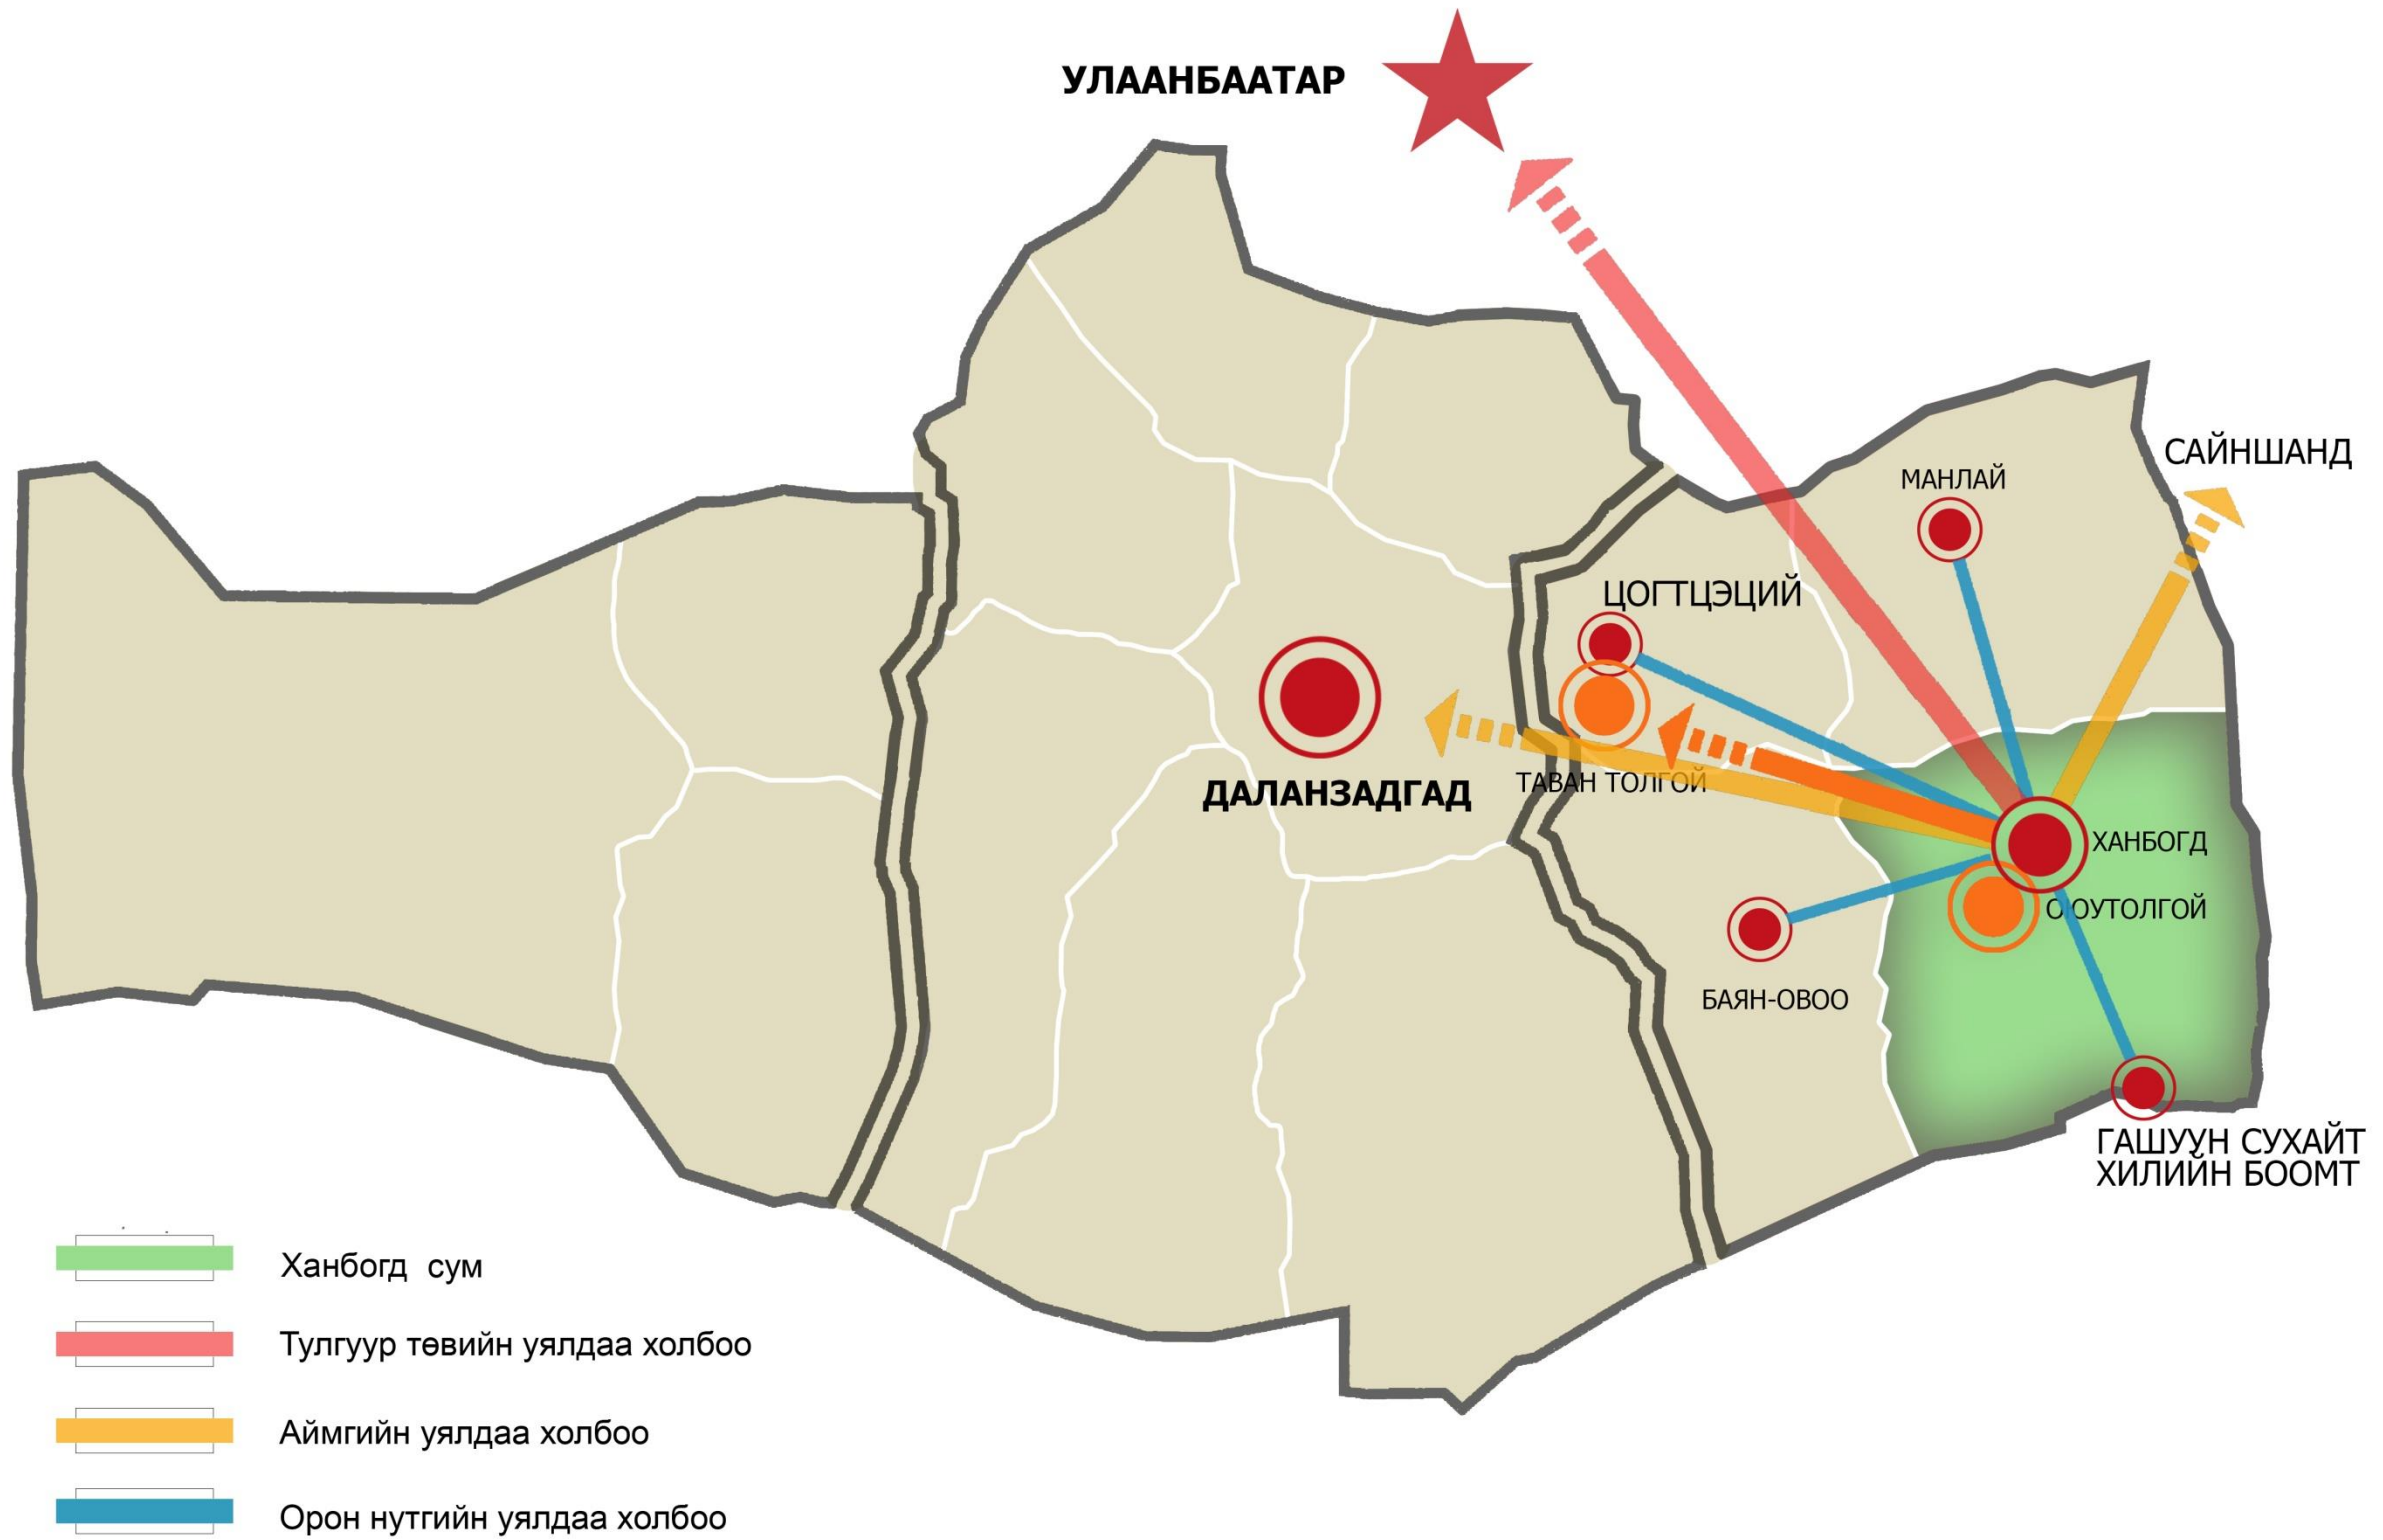 УЛААНБААТАР
САЙНШАНД
МАНЛАЙ
ЦОГТЦЭЦИЙ
ТАВАН ТОЛГОЙ
ДАЛАНЗАДГАД
ХАНБОГД
ОЮУТОЛГОЙ
БАЯН-ОВОО
ГАШУУН СУХАЙТ
ХИЛИЙН БООМТ
Ханбогд сум
Тулгуур төвийн уялдаа холбоо
Аймгийн уялдаа холбоо
Орон нутгийн уялдаа холбоо